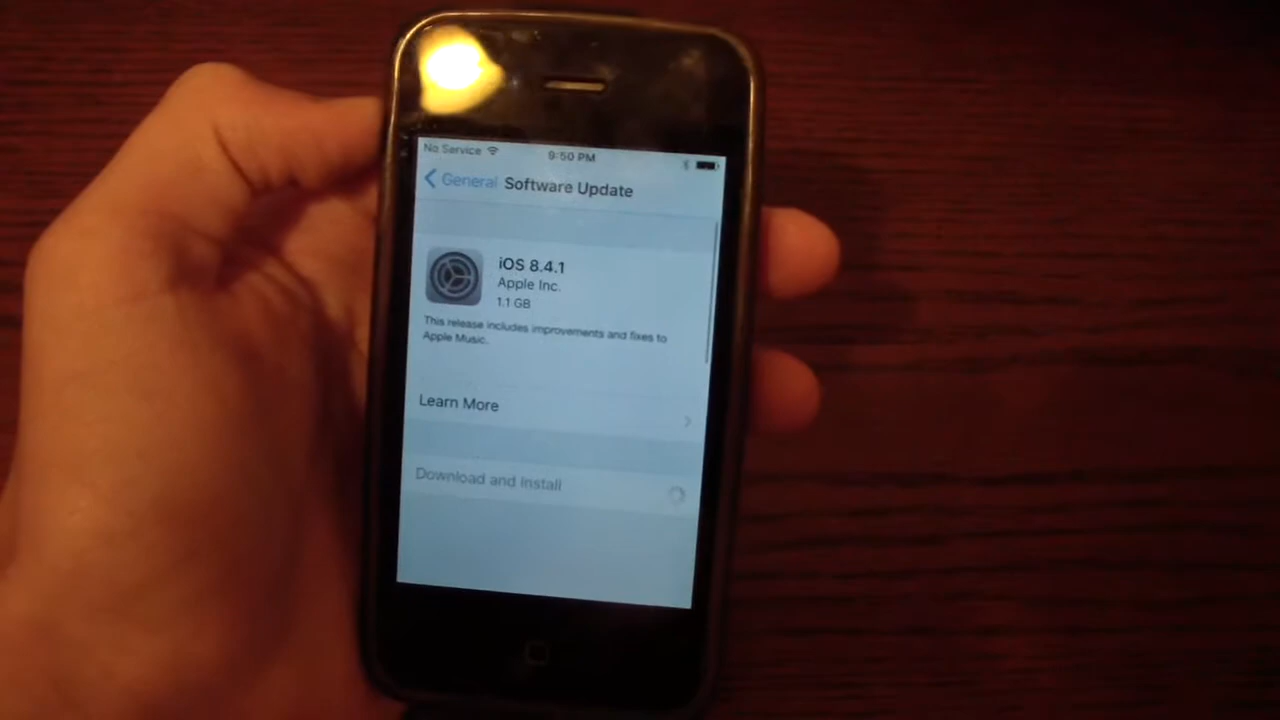 No Service 9:50 PM
General Software Update
iOS 8.4.1
Apple Inc.
1.1 GB
This release includes improvements and fixes to
Apple Music.
Learn More
Download and Install